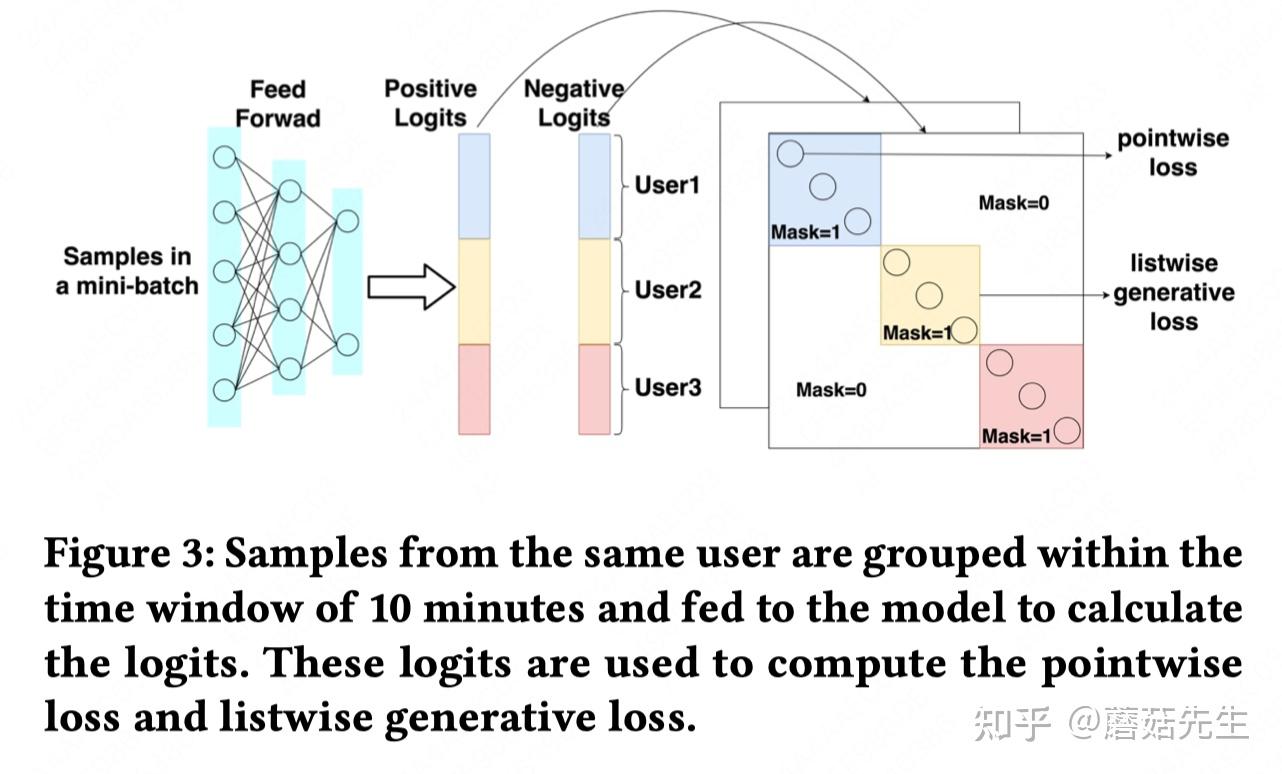 Feed
Forwad
Positive
Logits
Negative
Logits
Samples in
a mini-batch
User1
User2
User3
Mask=1
Mask=0
Mask=1
Mask=0
Mask=1
pointwise
loss
listwise
generative
loss
Figure 3: Samples from the same user are grouped within the
time window of 10 minutes and fed to the model to calculate
the logits. These logits are used to compute the pointwise
loss and listwise generative loss.
知乎 @蘑菇先生